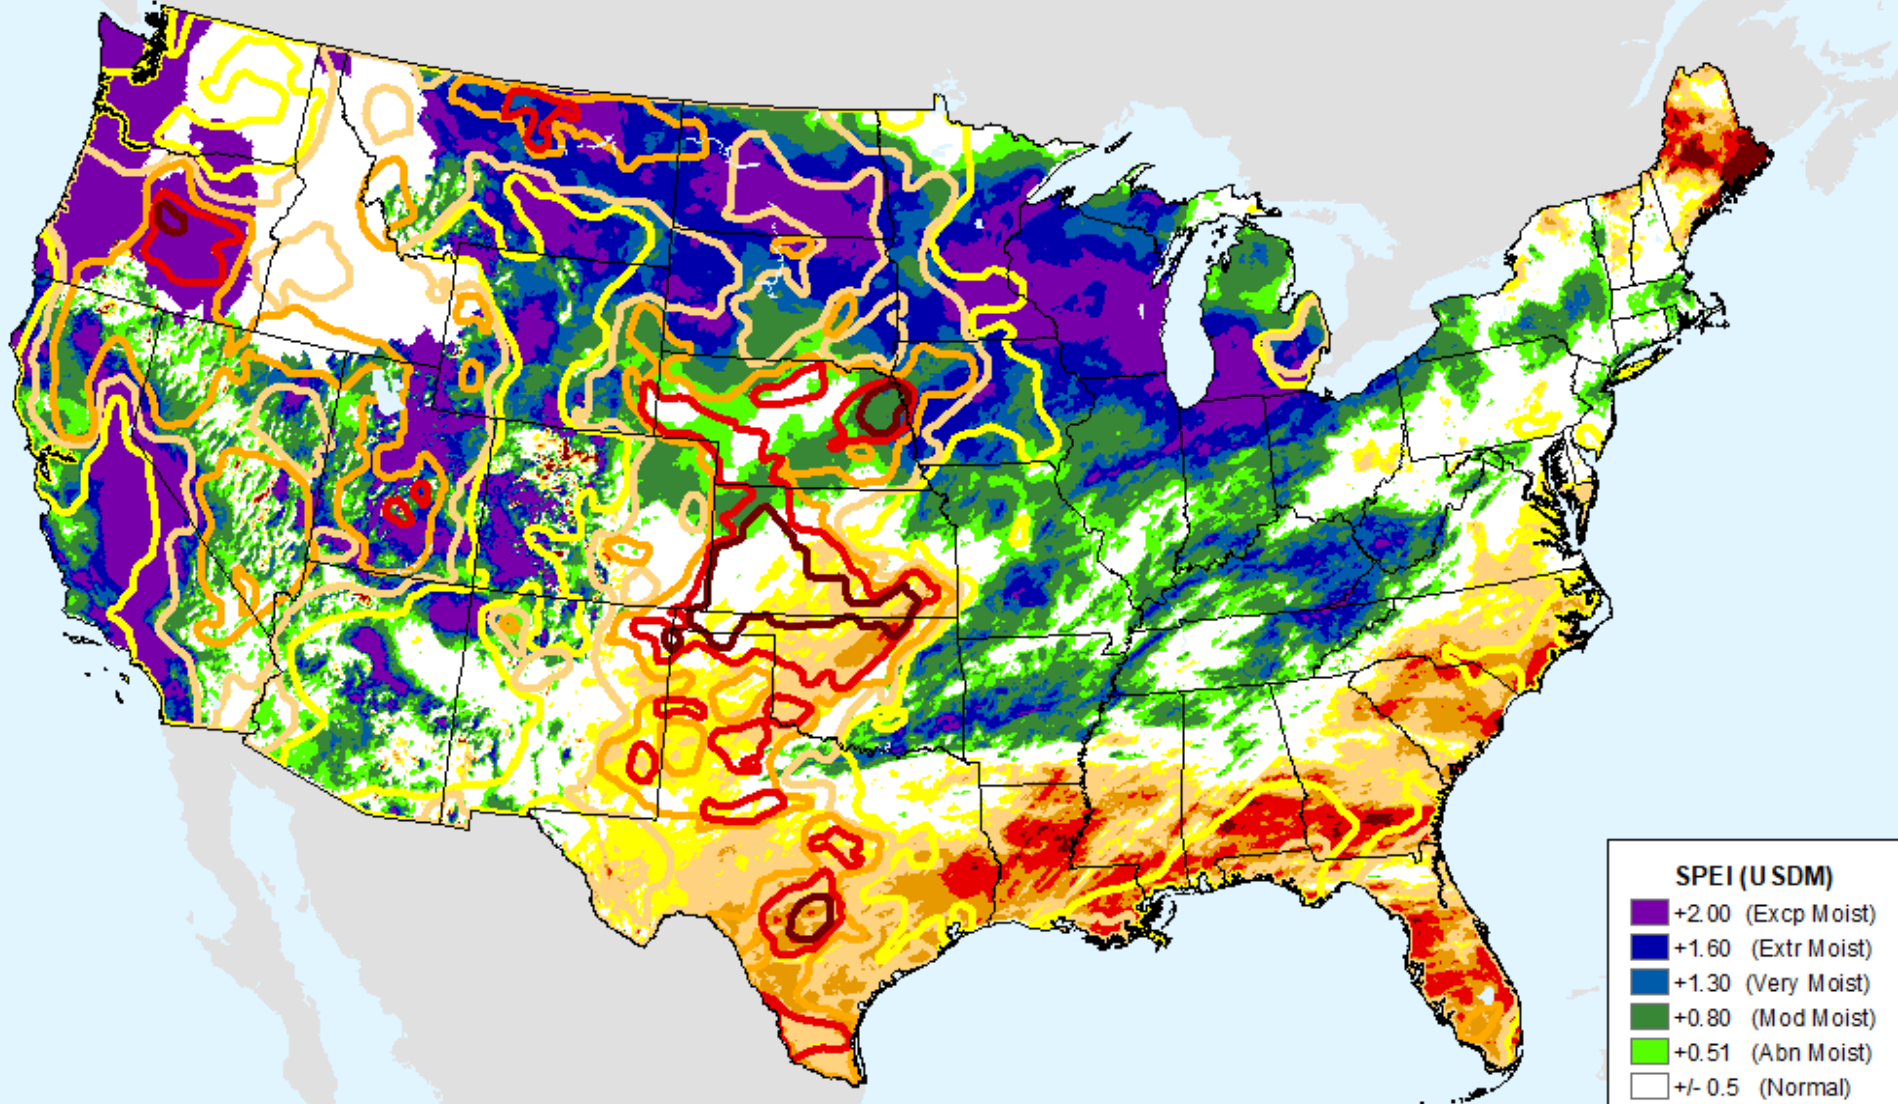 SPEI (USDM)
+2.00 (Excp Moist)
+1.60 (Extr Moist)
+1.30 (Very Moist)
+0.80 (Mod Moist)
+0.51 (Abn Moist)
+/- 0.5 (Normal)